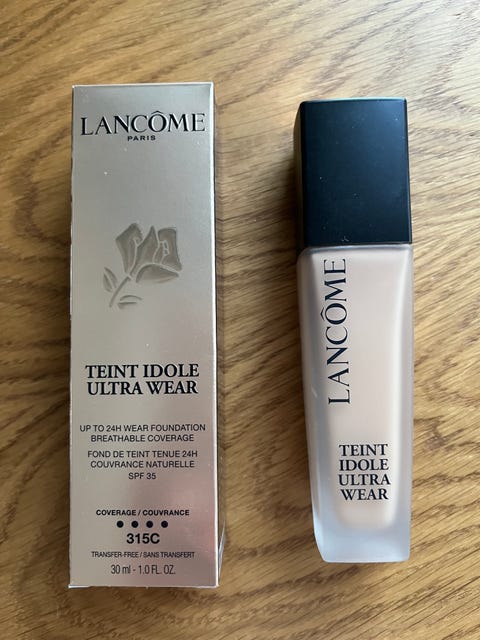 LANCÔME
PARIS
TEINT IDOLE
ULTRA WEAR
UP TO 24H WEAR FOUNDATION
BREATHABLE COVERAGE
FOND DE TEINT TENUE 24H
COUVRANCE NATURELLE
SPF 35
COVERAGE / COUVRANCE
315C
TRANSFER-FREE / SANS TRANSFERT
30 ml - 1.0 FL. OZ.
LANCÔME
TEINT
IDOLE
ULTRA
WEAR